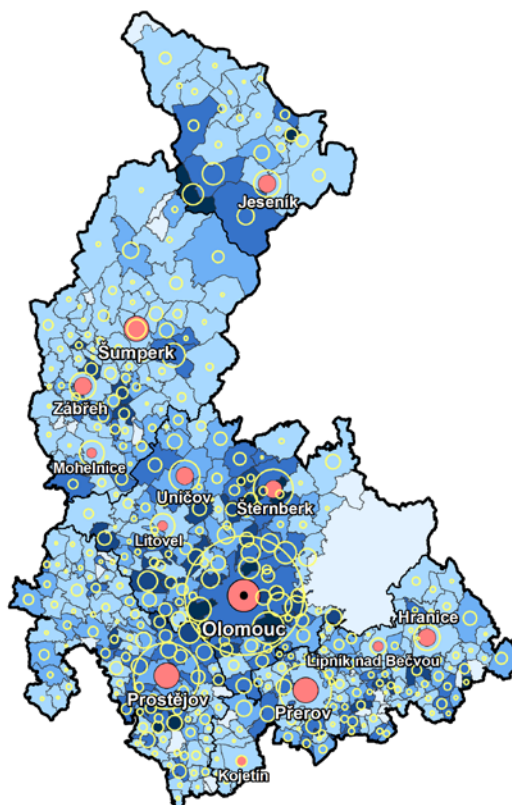 Jeseník
Šumperk
Zábřeh
Mohelnice
Uničov
Šternberk
Litovel
Olomouc
Hranice
Lipník nad Bečvou
Prostějov
Přerov
Kojetín